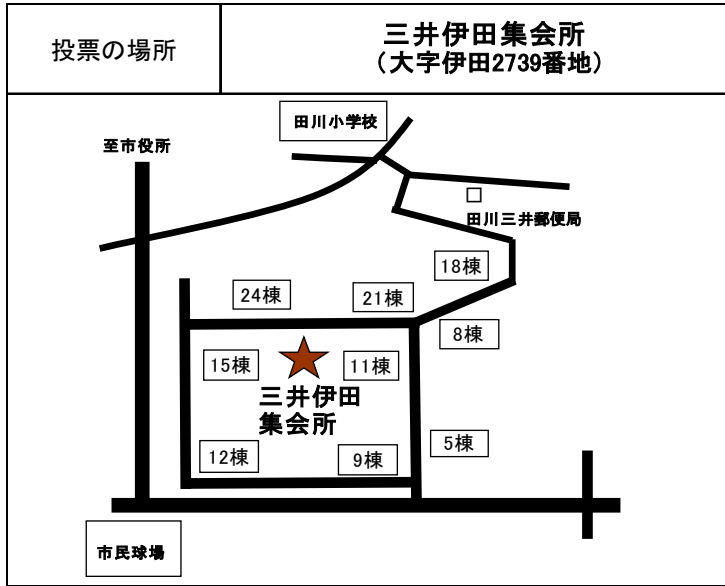 投票の場所
三井伊田集会所
（大字伊田2739番地）
田川小学校
至市役所
田川三井郵便局
18棟
24棟
21棟
8棟
15棟
11棟
三井伊田
集会所
12棟
9棟
5棟
市民球場